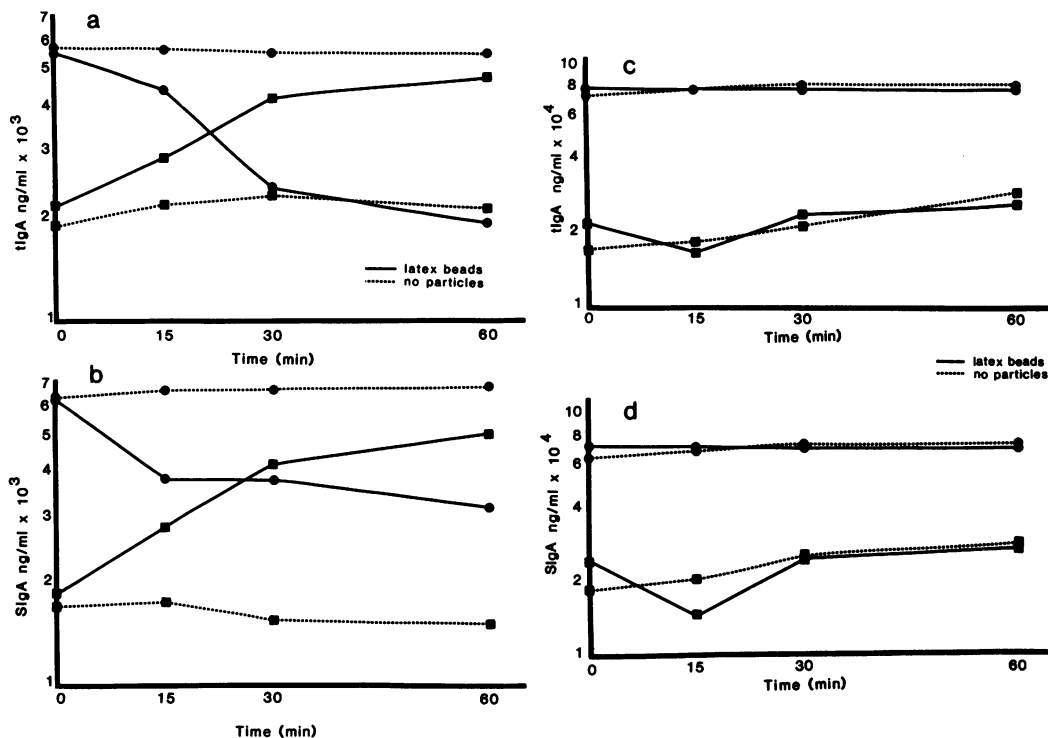 a
7
6
5
4
3
2
1
tIgA ng/ml x 10³
latex beads
no particles
0 15 30 60
Time (min)
b
7
6
5
4
3
2
1
SIgA ng/ml x 10³
0 15 30 60
Time (min)
c
10
8
6
4
2
1
tIgA ng/ml x 10⁴
0 15 30 60
Time (min)
latex beads
no particles
d
10
8
6
4
2
1
SIgA ng/ml x 10⁴
0 15 30 60
Time (min)